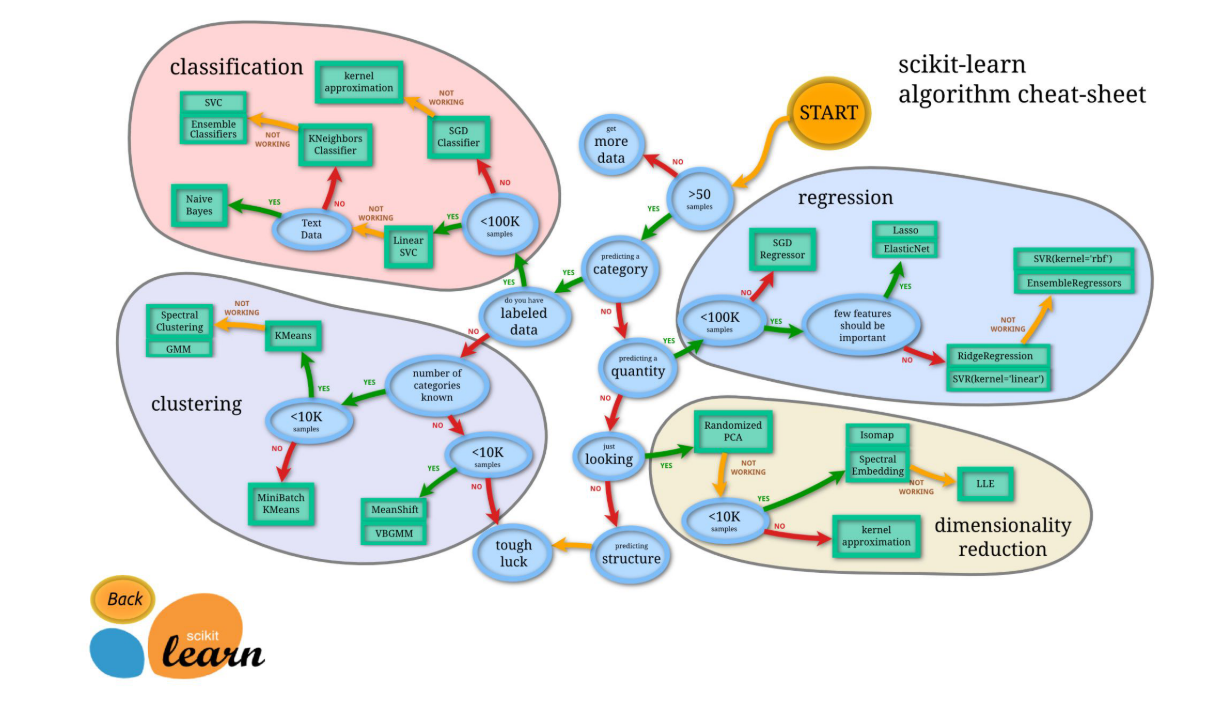 scikit-learn
algorithm cheat-sheet
START
get
more
data
NO
>50
samples
YES
predicting a
category
YES
NO
do you have
labeled
data
YES
NO
predicting a
quantity
YES
NO
just
looking
YES
NO
predicting
structure
tough
luck
classification
kernel
approximation
NOT
WORKING
SVC
Ensemble
Classifiers
NOT
WORKING
KNeighbors
Classifier
SGD
Classifier
NO
Naive
Bayes
YES
NO
Text
Data
NOT
WORKING
Linear
SVC
YES
<100K
samples
regression
SGD
Regressor
NO
<100K
samples
YES
Lasso
ElasticNet
YES
few features
should be
important
NO
SVR(kernel='rbf')
EnsembleRegressors
NOT
WORKING
RidgeRegression
SVR(kernel='linear')
clustering
Spectral
Clustering
GMM
NOT
WORKING
KMeans
YES
<10K
samples
NO
MiniBatch
KMeans
YES
number of
categories
known
NO
<10K
samples
YES
NO
MeanShift
VBGMM
dimensionality
reduction
Randomized
PCA
NOT
WORKING
<10K
samples
YES
NO
Isomap
Spectral
Embedding
NOT
WORKING
LLE
kernel
approximation
Back
scikit
learn